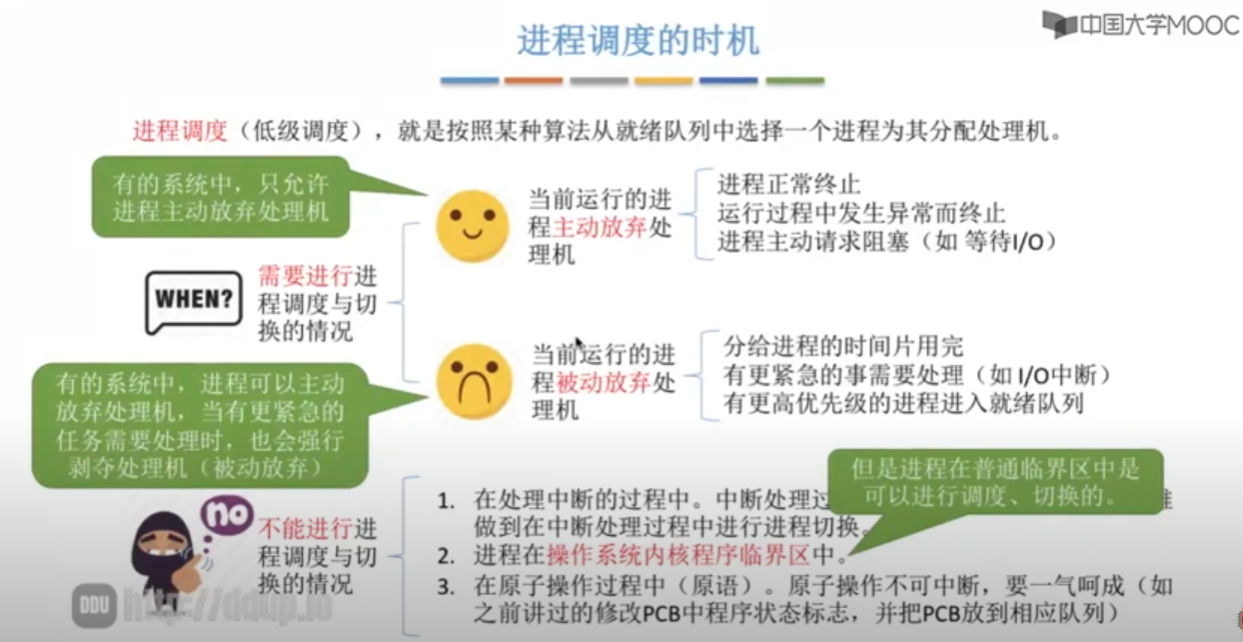 中国大学MOOC
进程调度的时机
进程调度（低级调度），就是按照某种算法从就绪队列中选择一个进程为其分配处理机。
有的系统中，只允许
进程主动放弃处理机
当前运行的进
程主动放弃处
理机
进程正常终止
运行过程中发生异常而终止
进程主动请求阻塞（如 等待I/O）
WHEN?
需要进行进
程调度与切
换的情况
有的系统中，进程可以主动
放弃处理机，当有更紧急的
任务需要处理时，也会强行
剥夺处理机（被动放弃）
当前运行的进
程被动放弃处
理机
分给进程的时间片用完
有更紧急的事需要处理（如 I/O中断）
有更高优先级的进程进入就绪队列
但是进程在普通临界区中是
可以进行调度、切换的。
no
不能进行进
程调度与切
换的情况
1. 在处理中断的过程中。中断处理过
做到在中断处理过程中进行进程切换。
2. 进程在操作系统内核程序临界区中。
3. 在原子操作过程中（原语）。原子操作不可中断，要一气呵成（如
之前讲过的修改PCB中程序状态标志，并把PCB放到相应队列）
DDU http://ddup.io